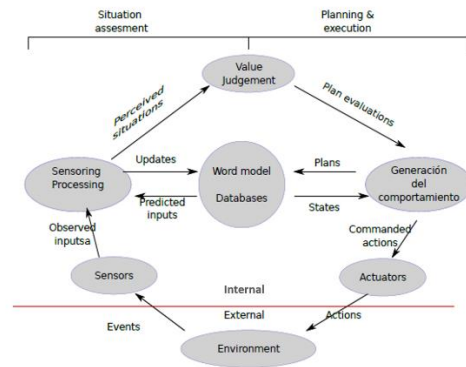 Situation
assesment
Planning &
execution
Value
Judgement
Perceived
situations
Plan evaluations
Sensoring
Processing
Updates
Predicted
inputs
Word model
Databases
Plans
States
Generación
del
comportamiento
Observed
inputsa
Commanded
actions
Sensors
Actuators
Internal
External
Events
Actions
Environment